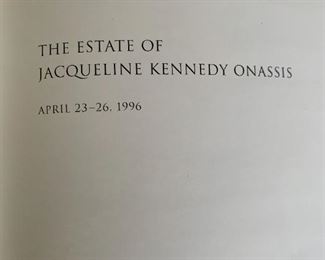 THE ESTATE OF
JACQUELINE KENNEDY ONASSIS
APRIL 23–26, 1996